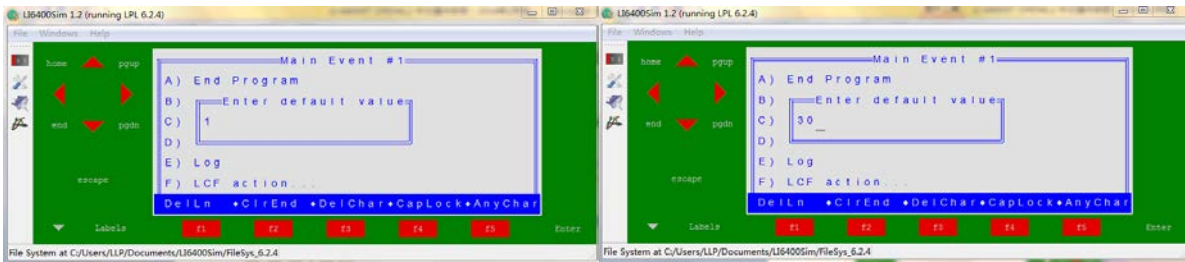 LI6400Sim 1.2 (running LPL 6.2.4)
File Windows Help
home pgup
end pgdn
escape
Labels
Main Event #1
A) End Program
B)
Enter default value
C)
1
D)
E) Log
F) LCF action...
DelLn ♦ClrEnd ♦DelChar♦CapLock♦AnyChar
f1 f2 f3 f4 f5 Enter
File System at C:/Users/LLP/Documents/LI6400Sim/FileSys_6.2.4
LI6400Sim 1.2 (running LPL 6.2.4)
File Windows Help
home pgup
end pgdn
escape
Labels
Main Event #1
A) End Program
B)
Enter default value
C)
30_
D)
E) Log
F) LCF action...
DelLn ♦ClrEnd ♦DelChar♦CapLock♦AnyChar
f1 f2 f3 f4 f5 Enter
File System at C:/Users/LLP/Documents/LI6400Sim/FileSys_6.2.4